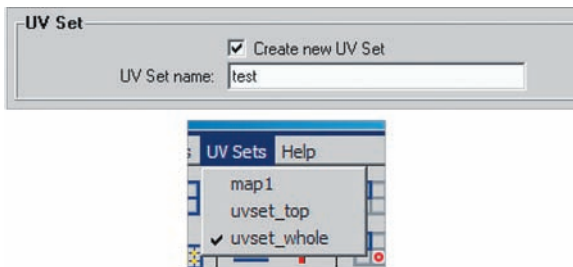 UV Set
Create new UV Set
UV Set name: test
UV Sets Help
map1
uvset_top
uvset_whole